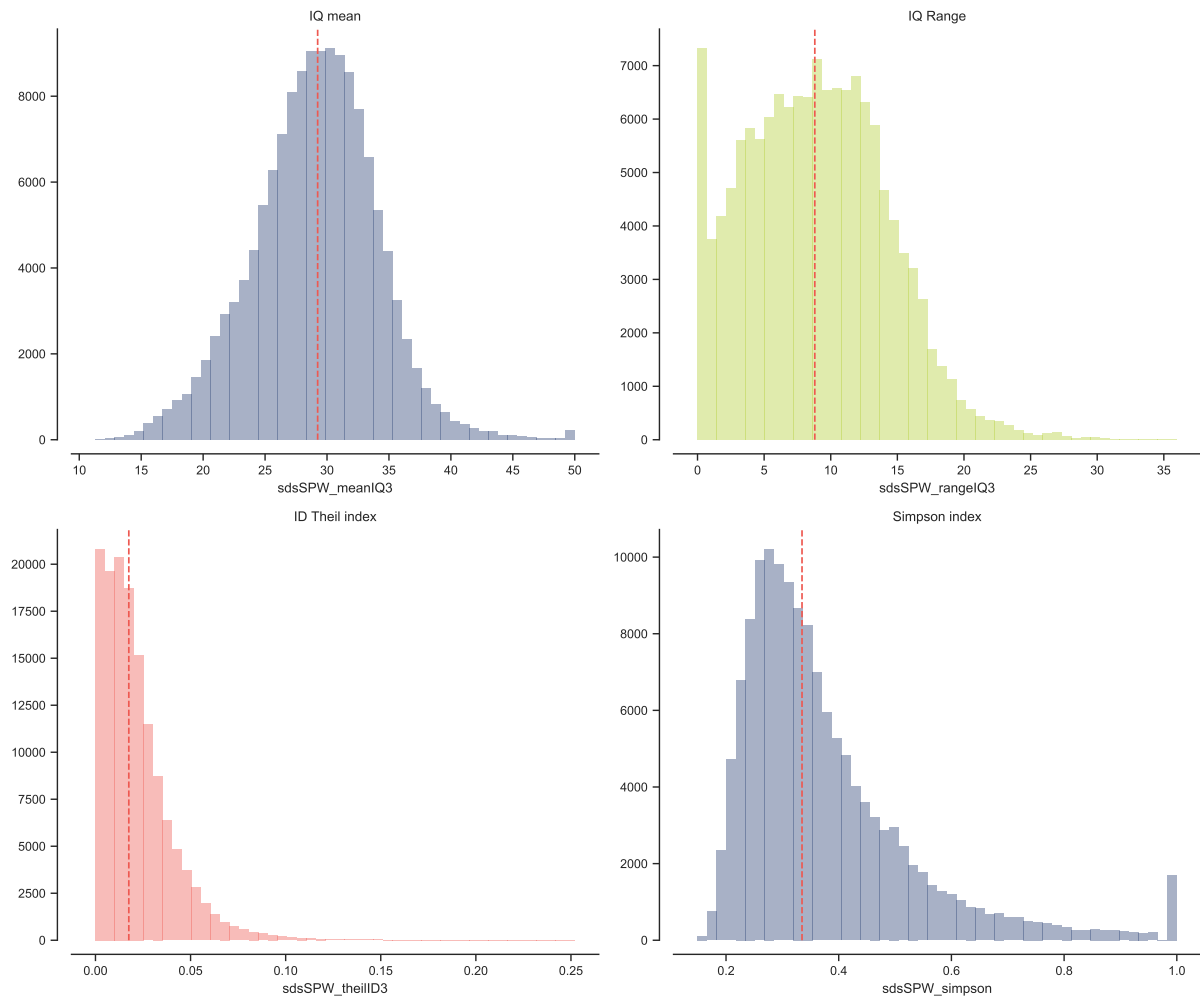 IQ mean
8000
6000
4000
2000
0
10 15 20 25 30 35 40 45 50
sdsSPW_meanIQ3
IQ Range
7000
6000
5000
4000
3000
2000
1000
0
0 5 10 15 20 25 30 35
sdsSPW_rangeIQ3
ID Theil index
20000
17500
15000
12500
10000
7500
5000
2500
0
0.00 0.05 0.10 0.15 0.20 0.25
sdsSPW_theilID3
Simpson index
10000
8000
6000
4000
2000
0
0.2 0.4 0.6 0.8 1.0
sdsSPW_simpson